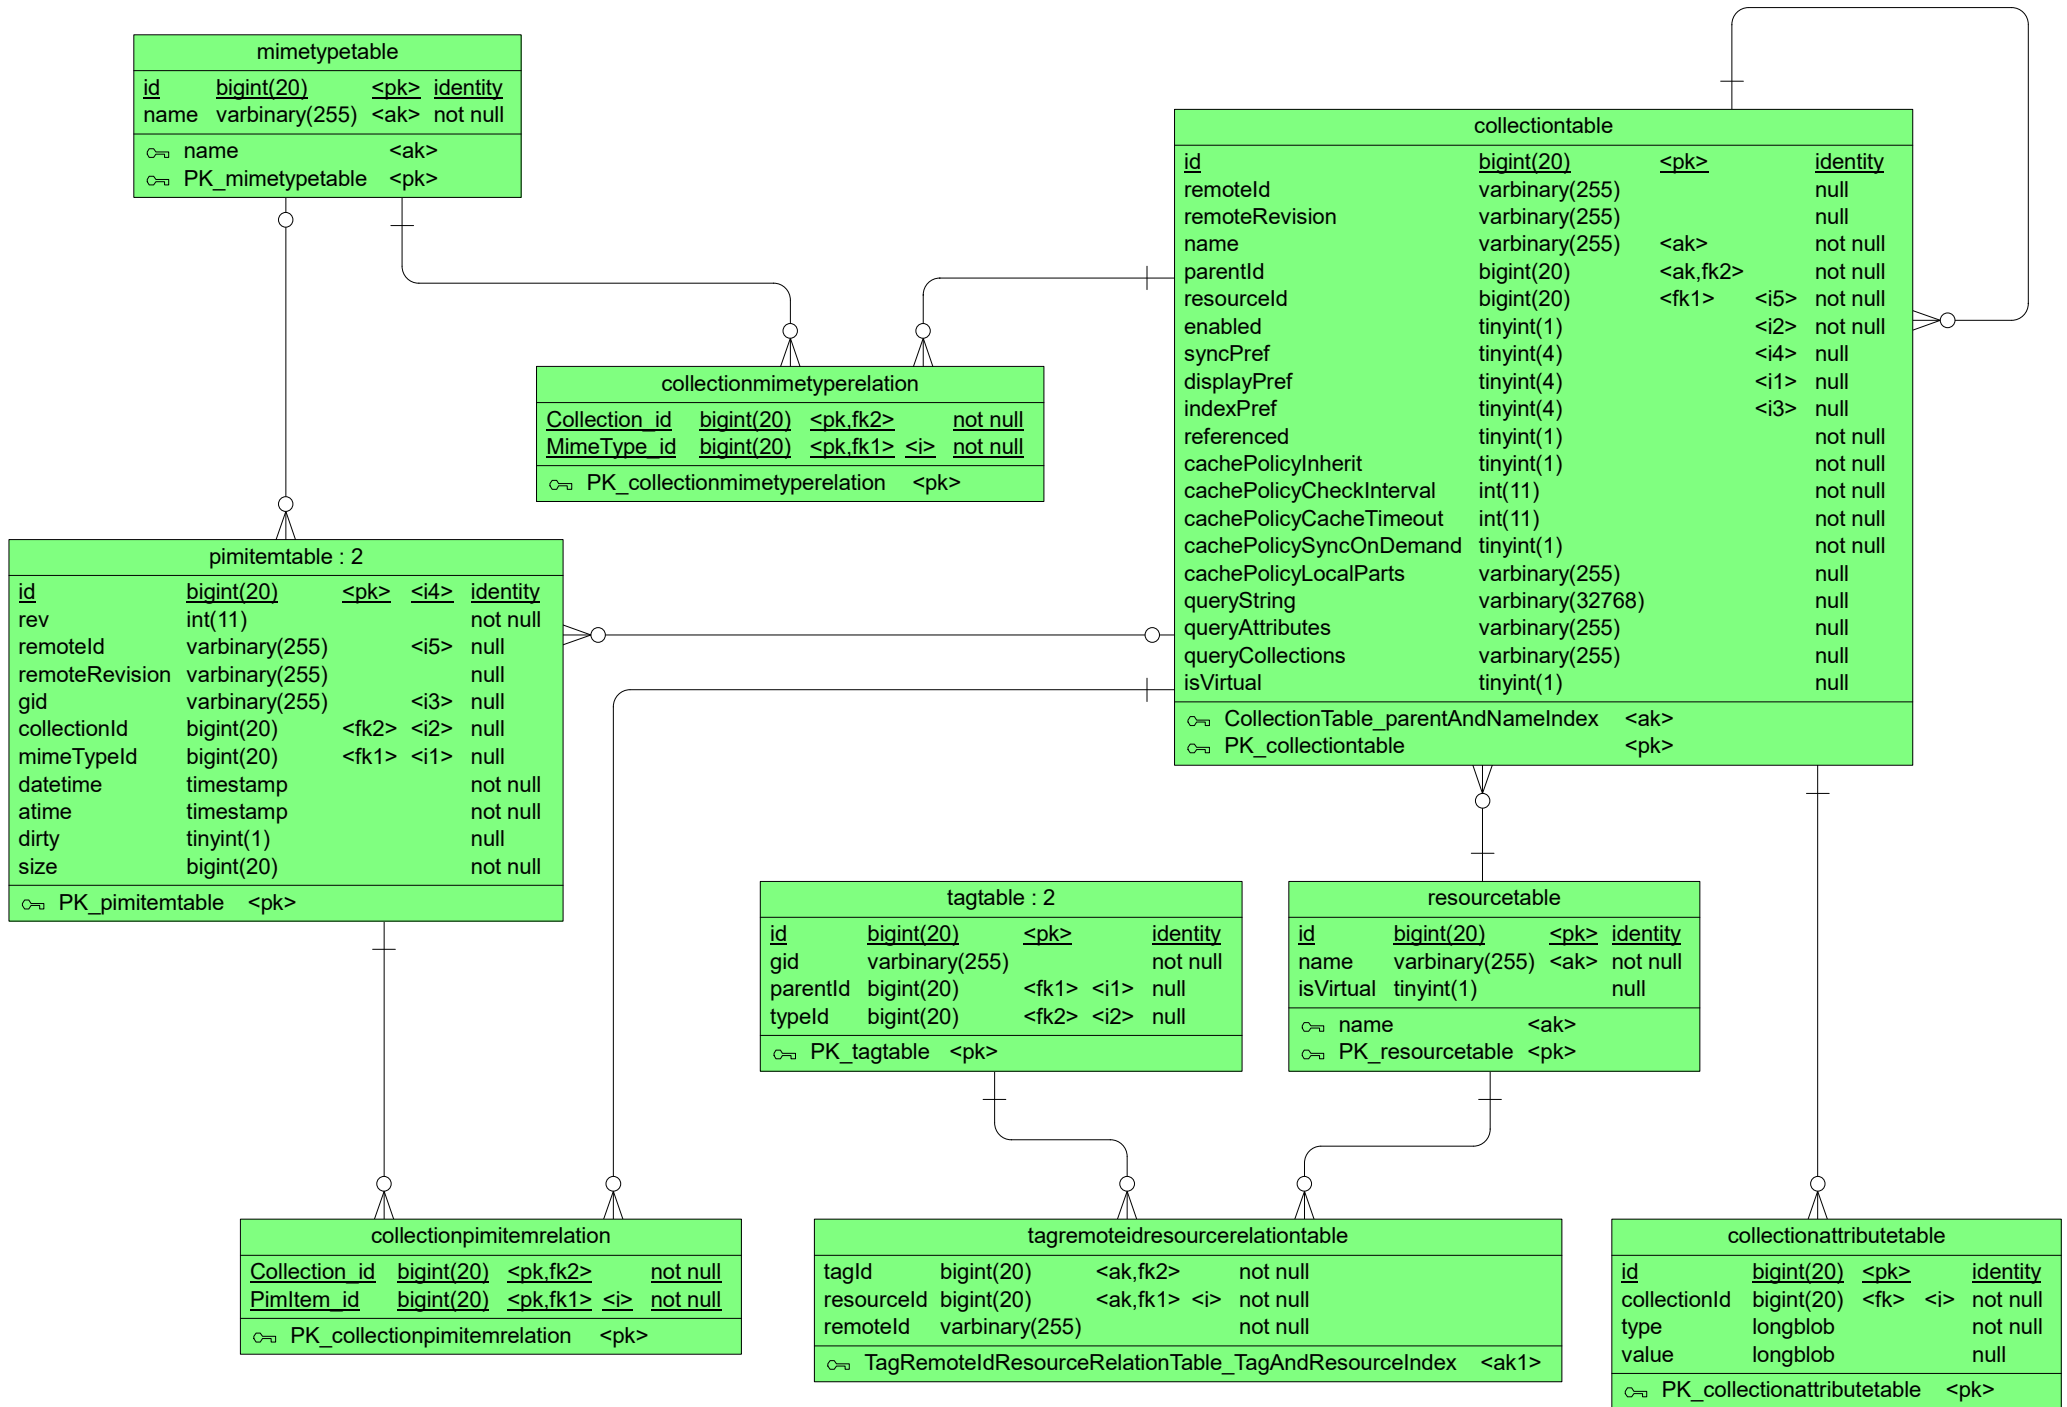 mimetypetable
id bigint(20) <pk> identity
name varbinary(255) <ak> not null
name <ak>
PK_mimetypetable <pk>
collectiontable
id bigint(20) <pk> identity
remoteId varbinary(255) null
remoteRevision varbinary(255) null
name varbinary(255) <ak> not null
parentId bigint(20) <ak,fk2> not null
resourceId bigint(20) <fk1> <i5> not null
enabled tinyint(1) <i2> not null
syncPref tinyint(4) <i4> null
displayPref tinyint(4) <i1> null
indexPref tinyint(4) <i3> null
referenced tinyint(1) not null
cachePolicyInherit tinyint(1) not null
cachePolicyCheckInterval int(11) not null
cachePolicyCacheTimeout int(11) not null
cachePolicySyncOnDemand tinyint(1) not null
cachePolicyLocalParts varbinary(255) null
queryString varbinary(32768) null
queryAttributes varbinary(255) null
queryCollections varbinary(255) null
isVirtual tinyint(1) null
CollectionTable_parentAndNameIndex <ak>
PK_collectiontable <pk>
collectionmimetyperelation
Collection_id bigint(20) <pk,fk2> not null
MimeType_id bigint(20) <pk,fk1> <i> not null
PK_collectionmimetyperelation <pk>
pimitemtable : 2
id bigint(20) <pk> <i4> identity
rev int(11) not null
remoteId varbinary(255) <i5> null
remoteRevision varbinary(255) null
gid varbinary(255) <i3> null
collectionId bigint(20) <fk2> <i2> null
mimeTypeId bigint(20) <fk1> <i1> null
datetime timestamp not null
atime timestamp not null
dirty tinyint(1) null
size bigint(20) not null
PK_pimitemtable <pk>
tagtable : 2
id bigint(20) <pk> identity
gid varbinary(255) not null
parentId bigint(20) <fk1> <i1> null
typeId bigint(20) <fk2> <i2> null
PK_tagtable <pk>
resourcetable
id bigint(20) <pk> identity
name varbinary(255) <ak> not null
isVirtual tinyint(1) null
name <ak>
PK_resourcetable <pk>
collectionpimitemrelation
Collection_id bigint(20) <pk,fk2> not null
PimItem_id bigint(20) <pk,fk1> <i> not null
PK_collectionpimitemrelation <pk>
tagremoteidresourcerelationtable
tagId bigint(20) <ak,fk2> not null
resourceId bigint(20) <ak,fk1> <i> not null
remoteId varbinary(255) not null
TagRemoteIdResourceRelationTable_TagAndResourceIndex <ak1>
collectionattributetable
id bigint(20) <pk> identity
collectionId bigint(20) <fk> <i> not null
type longblob not null
value longblob null
PK_collectionattributetable <pk>